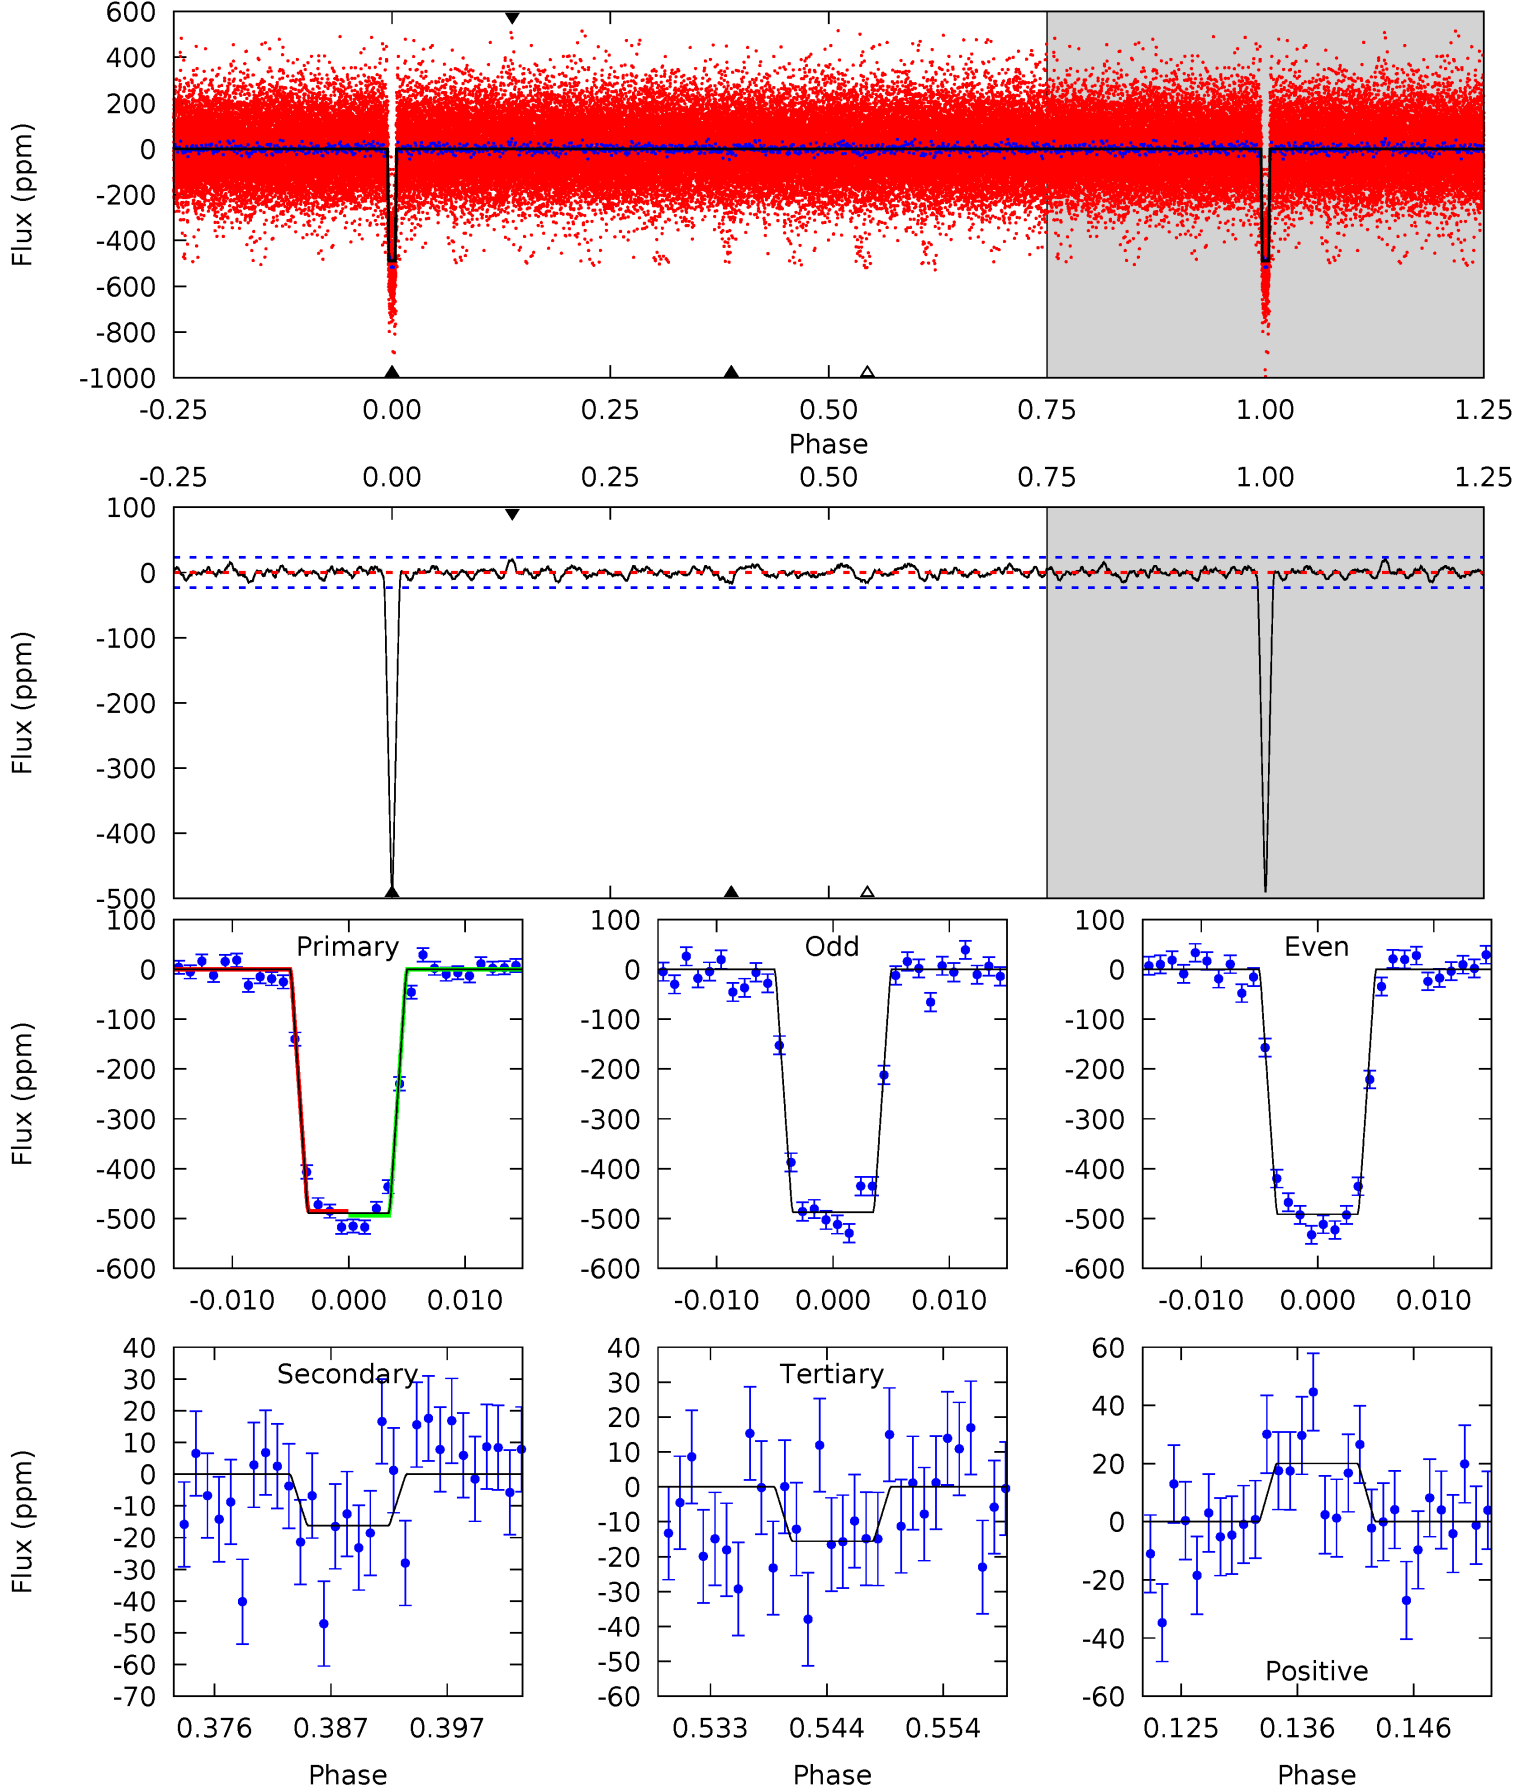 600
400
200
0
-200
-400
-600
-800
-1000
Flux (ppm)
-0.25 0.00 0.25 0.50 0.75 1.00 1.25
Phase
-0.25 0.00 0.25 0.50 0.75 1.00 1.25
100
0
-100
-200
-300
-400
-500
Flux (ppm)
Primary Odd Even
100 100 100
0 0 0
-100 -100 -100
-200 -200 -200
-300 -300 -300
-400 -400 -400
-500 -500 -500
-600 -600 -600
Flux (ppm)
-0.010 0.000 0.010 -0.010 0.000 0.010 -0.010 0.000 0.010
Secondary Tertiary
40 40 60
30 30 40
20 20 20
10 10 0
0 0 -20
-10 -10 -40
-20 -20 -60
-30 -30
-40 -40
-50 -50
-60 -60
-70
Positive
Flux (ppm)
0.376 0.387 0.397 0.533 0.544 0.554 0.125 0.136 0.146
Phase Phase Phase